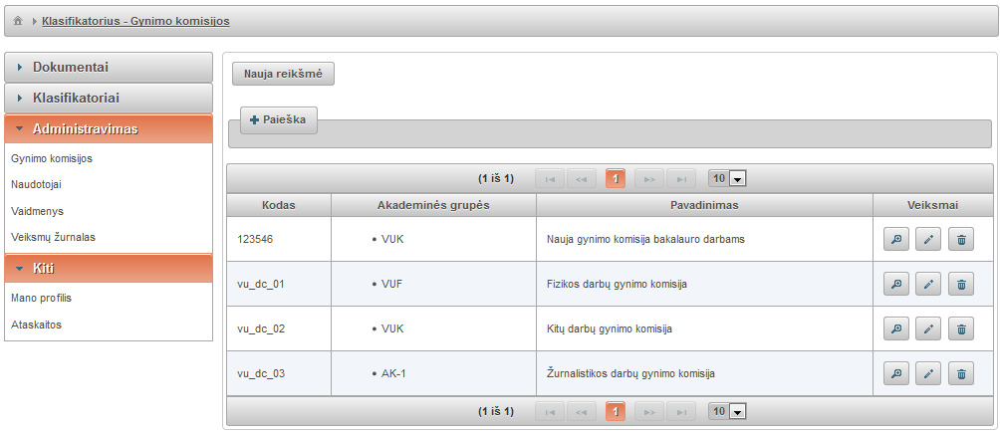 Klasifikatorius - Gynimo komisijos
Dokumentai
Klasifikatoriai
Administravimas
Gynimo komisijos
Naudotojai
Vaidmenys
Veiksmų žurnalas
Kiti
Mano profilis
Ataskaitos
Nauja reikšmė
Paieška
(1 iš 1) 1 10
Kodas Akademinės grupės Pavadinimas Veiksmai
123546 • VUK Nauja gynimo komisija bakalauro darbams
vu_dc_01 • VUF Fizikos darbų gynimo komisija
vu_dc_02 • VUK Kitų darbų gynimo komisija
vu_dc_03 • AK-1 Žurnalistikos darbų gynimo komisija
(1 iš 1) 1 10